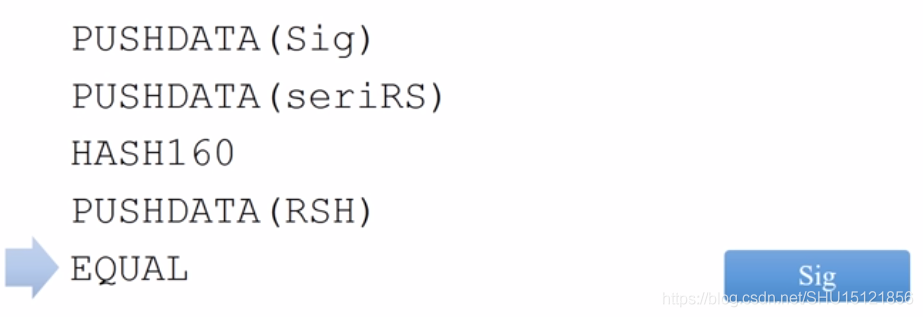 PUSHDATA(Sig)
PUSHDATA(seriRS)
HASH160
PUSHDATA(RSH)
EQUAL
Sig
https://blog.csdn.net/SHU15121856